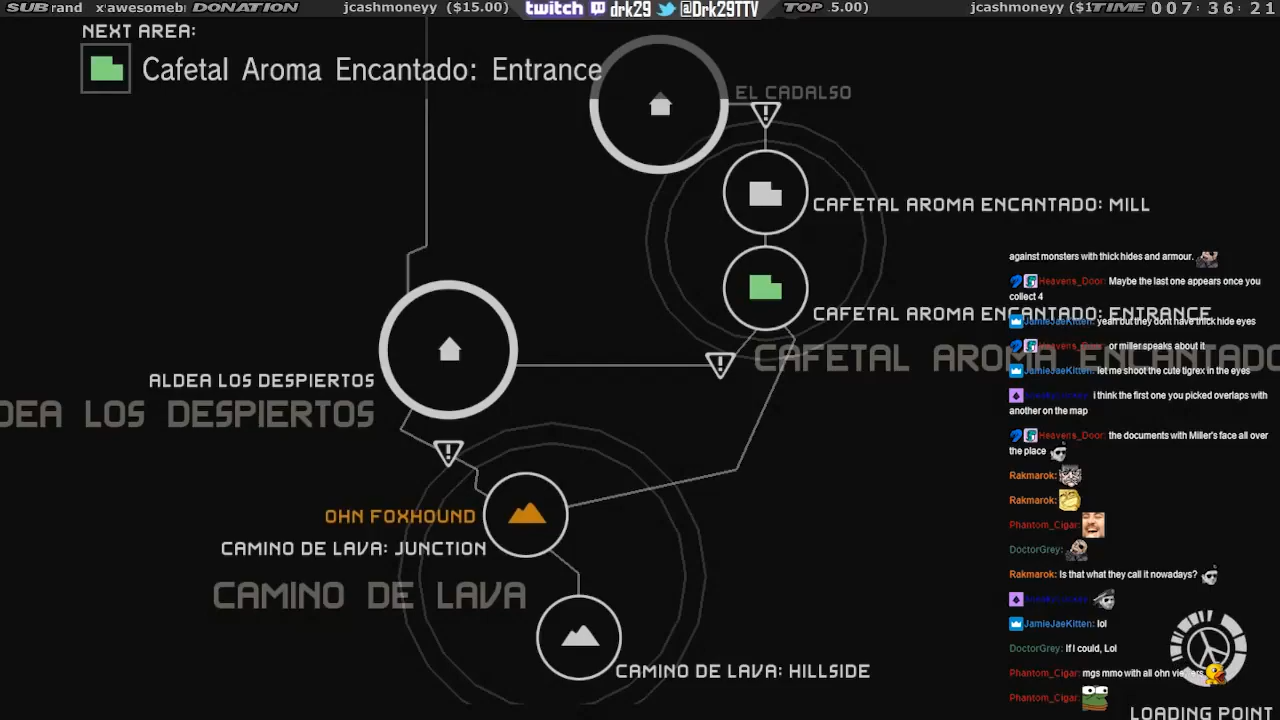 SUB rand x'awesomeb DONATION jcashmoneyy ($15.00) twitch drk29 @Drk29TTV TOP .5.00) jcashmoneyy ($1 TIME 007:36:21
NEXT AREA:
Cafetal Aroma Encantado: Entrance
EL CADALSO
CAFETAL AROMA ENCANTADO: MILL
CAFETAL AROMA ENCANTADO: ENTRANCE
CAFETAL AROMA ENCANTADO
ALDEA LOS DESPIERTOS
DEA LOS DESPIERTOS
OHN FOXHOUND
CAMINO DE LAVA: JUNCTION
CAMINO DE LAVA
CAMINO DE LAVA: HILLSIDE
against monsters with thick hides and armour.
Heavens_Door: Maybe the last one appears once you
collect 4
JamieJaeKitten: yeah but they dont have thick hide eyes
Heavens_Door: or miller speaks about it
JamieJaeKitten: let me shoot the cute tigrex in the eyes
i think the first one you picked overlaps with
another on the map
Heavens_Door: the documents with Miller's face all over
the place
Rakmarok:
Rakmarok:
Phantom_Cigar:
DoctorGrey:
Rakmarok: Is that what they call it nowadays?
JamieJaeKitten: lol
DoctorGrey: If I could, Lol
Phantom_Cigar: mgs mmo with all ohn viewers
Phantom_Cigar:
LOADING POINT